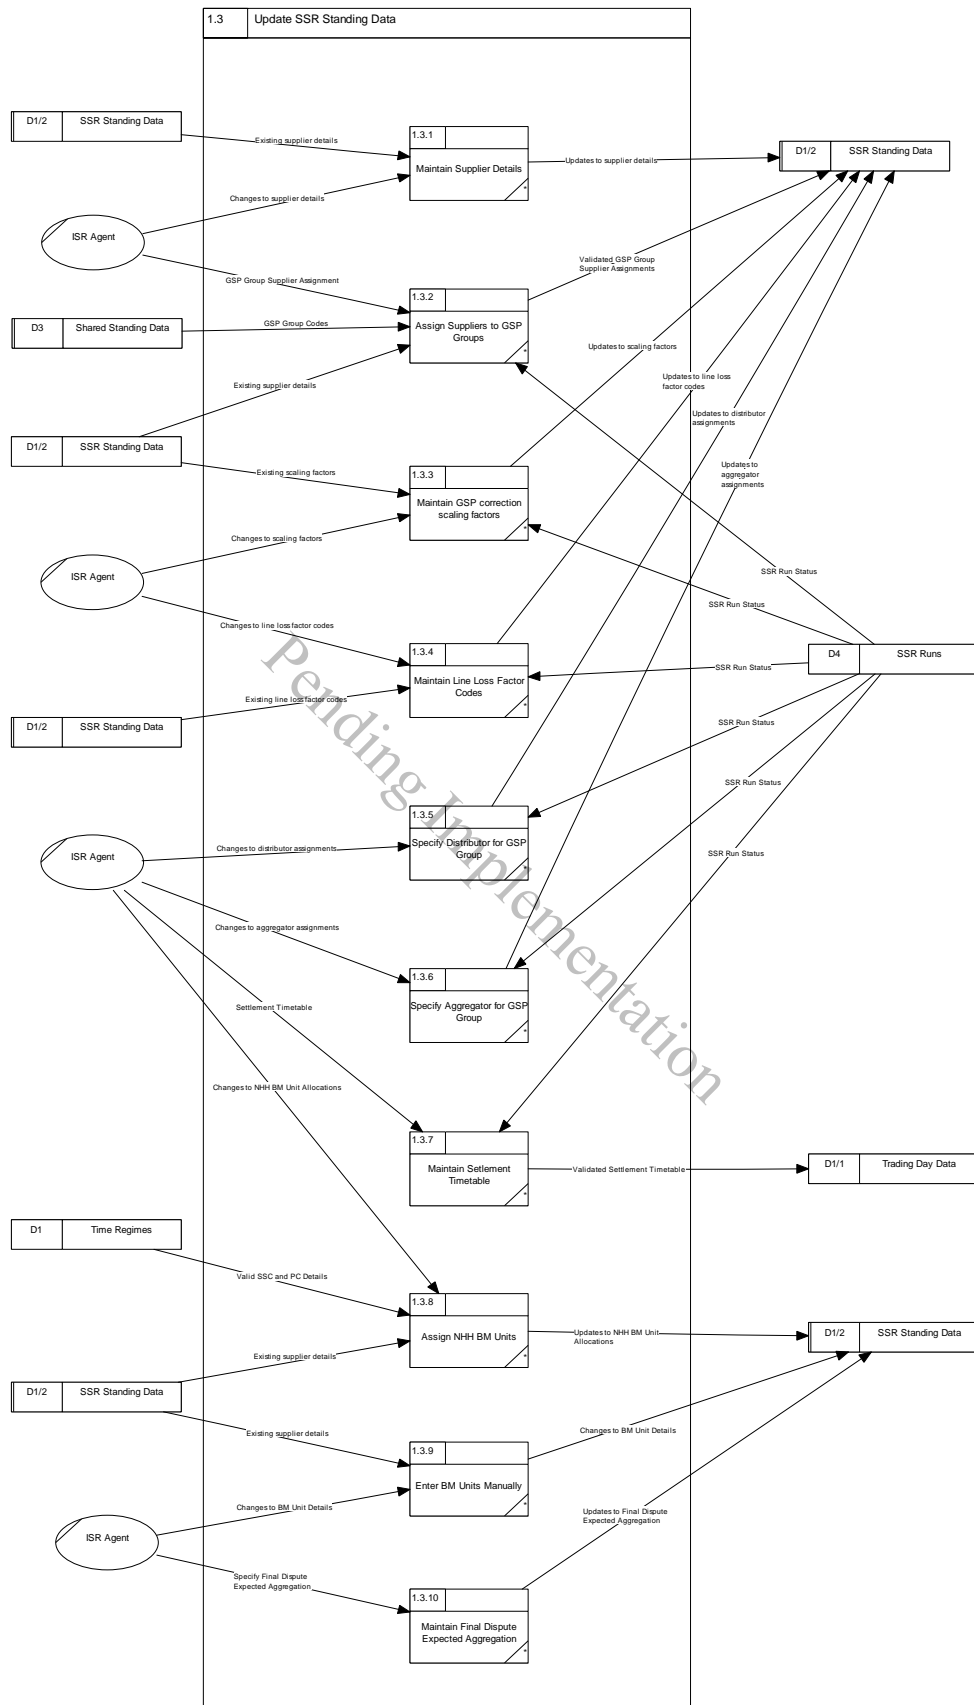 1.3 Update SSR Standing Data
D1/2 SSR Standing Data
Existing supplier details
1.3.1
Maintain Supplier Details
*
Updates to supplier details
D1/2 SSR Standing Data
Changes to supplier details
ISR Agent
GSP Group Supplier Assignment
Validated GSP Group
Supplier Assignments
1.3.2
Assign Suppliers to GSP
Groups
*
D3 Shared Standing Data
GSP Group Codes
Updates to scaling factors
Existing supplier details
Updates to line loss
factor codes
Updates to distributor
assignments
D1/2 SSR Standing Data
Existing scaling factors
1.3.3
Maintain GSP correction
scaling factors
*
Updates to
aggregator
assignments
Changes to scaling factors
ISR Agent
SSR Run Status
SSR Run Status
Changes to line loss factor codes
1.3.4
Maintain Line Loss Factor
Codes
*
SSR Run Status
D4 SSR Runs
Existing line loss factor codes
D1/2 SSR Standing Data
SSR Run Status
SSR Run Status
Pending Implementation
1.3.5
Specify Distributor for GSP
Group
*
ISR Agent
Changes to distributor assignments
SSR Run Status
Changes to aggregator assignments
1.3.6
Specify Aggregator for GSP
Group
*
Settlement Timetable
Changes to NHH BM Unit Allocations
1.3.7
Maintain Setlement
Timetable
*
Validated Settlement Timetable
D1/1 Trading Day Data
D1 Time Regimes
Valid SSC and PC Details
1.3.8
Assign NHH BM Units
*
Updates to NHH BM Unit
Allocations
D1/2 SSR Standing Data
Existing supplier details
D1/2 SSR Standing Data
Existing supplier details
1.3.9
Enter BM Units Manually
*
Changes to BM Unit Details
Changes to BM Unit Details
ISR Agent
Updates to Final Dispute
Expected Aggregation
Specify Final Dispute
Expected Aggregation
1.3.10
Maintain Final Dispute
Expected Aggregation
*